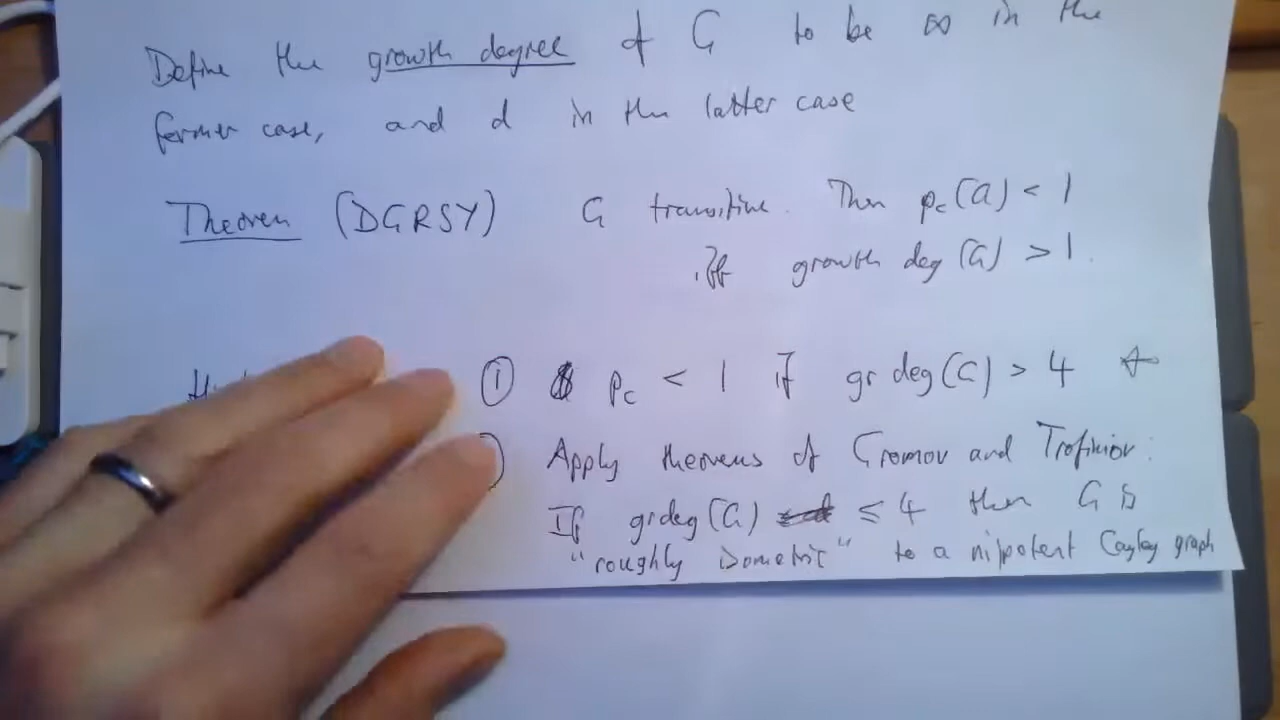 Define the growth degree of G to be ∞ in the
former case, and d in the latter case
Theorem (DGRSY) G transitive. Then pc(G) < 1
iff growth deg (G) > 1.
① pc < 1 if gr deg(G) > 4 ←
Apply theorems of Gromov and Trofimov:
If grdeg(G) ≤ 4 then G is
"roughly isometric" to a nilpotent Cayley graph